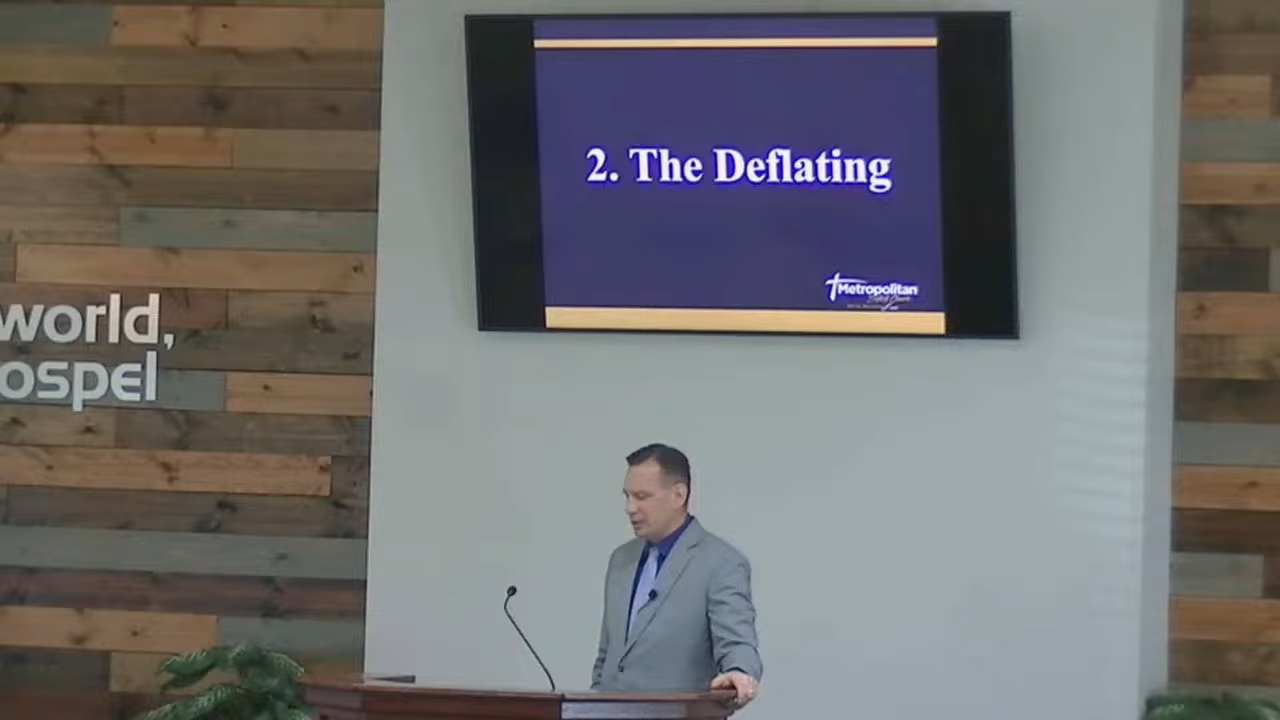 2. The Deflating
Metropolitan
world,
ospel